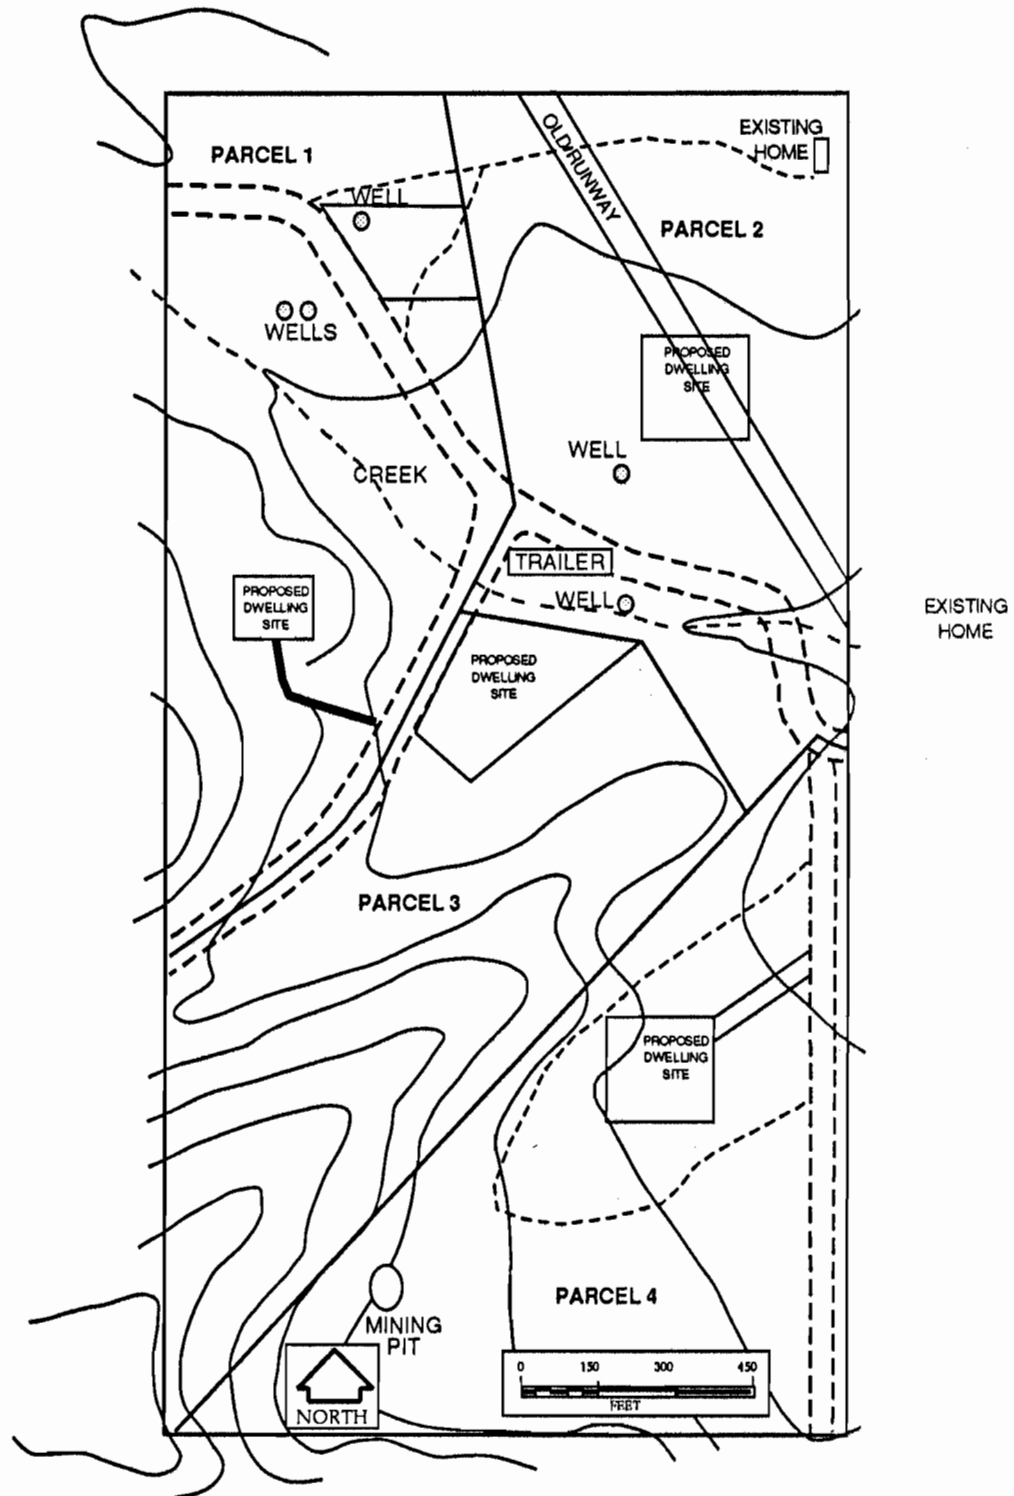 EXISTING
HOME
OLD RUNWAY
PARCEL 1
WELL
PARCEL 2
WELLS
PROPOSED
DWELLING
SITE
WELL
CREEK
TRAILER
PROPOSED
DWELLING
SITE
WELL
EXISTING
HOME
PROPOSED
DWELLING
SITE
PARCEL 3
PROPOSED
DWELLING
SITE
PARCEL 4
MINING
PIT
0 150 300 450
FEET
NORTH